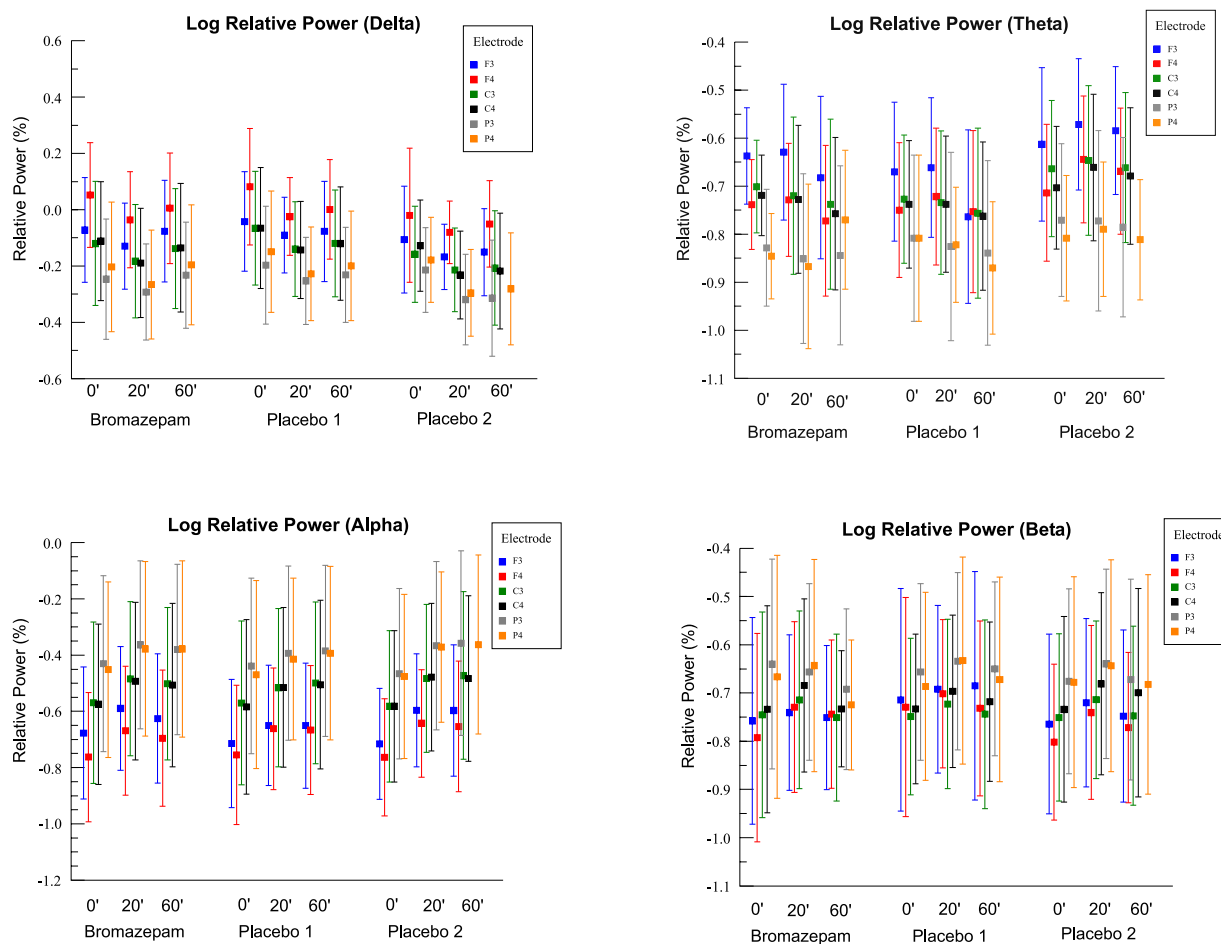 Log Relative Power (Delta)
Relative Power (%)
0.6
0.4
0.2
0.0
-0.2
-0.4
-0.6
0' 20' 60' 0' 20' 60' 0' 20' 60'
Bromazepam Placebo 1 Placebo 2
Electrode
F3
F4
C3
C4
P3
P4
Log Relative Power (Theta)
Relative Power (%)
-0.4
-0.5
-0.6
-0.7
-0.8
-0.9
-1.0
-1.1
0' 20' 60' 0' 20' 60' 0' 20' 60'
Bromazepam Placebo 1 Placebo 2
Electrode
F3
F4
C3
C4
P3
P4
Log Relative Power (Alpha)
Relative Power (%)
0.0
-0.2
-0.4
-0.6
-0.8
-1.0
-1.2
0' 20' 60' 0' 20' 60' 0' 20' 60'
Bromazepam Placebo 1 Placebo 2
Electrode
F3
F4
C3
C4
P3
P4
Log Relative Power (Beta)
Relative Power (%)
-0.4
-0.5
-0.6
-0.7
-0.8
-0.9
-1.0
-1.1
0' 20' 60' 0' 20' 60' 0' 20' 60'
Bromazepam Placebo 1 Placebo 2
Electrode
F3
F4
C3
C4
P3
P4